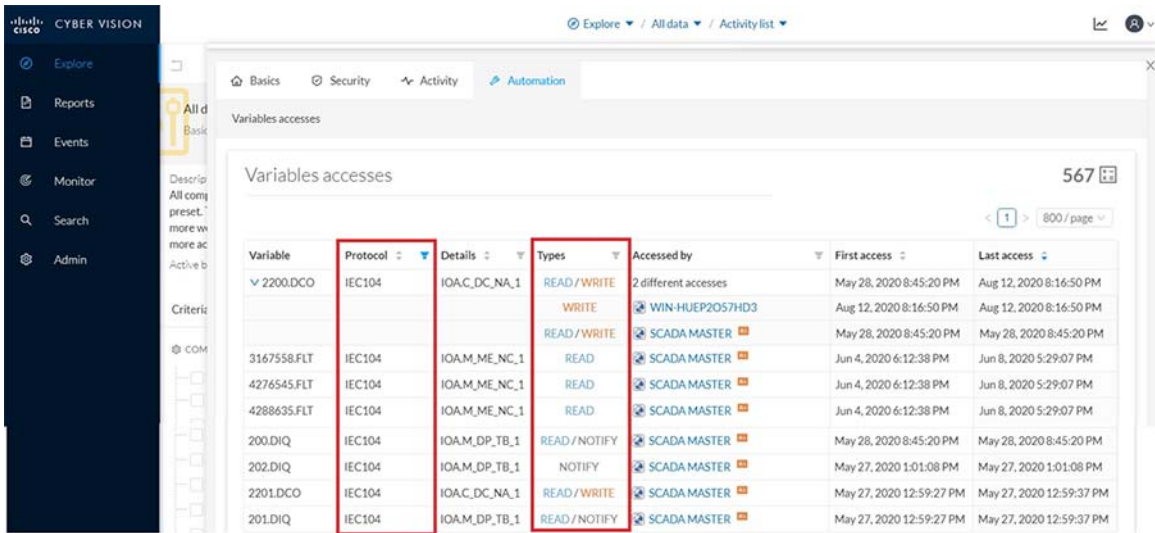 cisco CYBER VISION
Explore / All data / Activity list
Explore
Reports
Events
Monitor
Search
Admin
All d
Basic
Descrip
All comp
preset.
more we
more ac
Active b
Criteria
COM
Basics Security Activity Automation
Variables accesses
Variables accesses 567
< 1 > 800 / page
Variable Protocol Details Types Accessed by First access Last access
2200.DCO IEC104 IOA.C_DC_NA_1 READ / WRITE 2 different accesses May 28, 2020 8:45:20 PM Aug 12, 2020 8:16:50 PM
WRITE WIN-HUEP2O57HD3 Aug 12, 2020 8:16:50 PM Aug 12, 2020 8:16:50 PM
READ / WRITE SCADA MASTER May 28, 2020 8:45:20 PM May 28, 2020 8:45:20 PM
3167558.FLT IEC104 IOA.M_ME_NC_1 READ SCADA MASTER Jun 4, 2020 6:12:38 PM Jun 8, 2020 5:29:07 PM
4276545.FLT IEC104 IOA.M_ME_NC_1 READ SCADA MASTER Jun 4, 2020 6:12:38 PM Jun 8, 2020 5:29:07 PM
4288635.FLT IEC104 IOA.M_ME_NC_1 READ SCADA MASTER Jun 4, 2020 6:12:38 PM Jun 8, 2020 5:29:07 PM
200.DIQ IEC104 IOA.M_DP_TB_1 READ / NOTIFY SCADA MASTER May 28, 2020 8:45:20 PM May 28, 2020 8:45:20 PM
202.DIQ IEC104 IOA.M_DP_TB_1 NOTIFY SCADA MASTER May 27, 2020 1:01:08 PM May 27, 2020 1:01:08 PM
2201.DCO IEC104 IOA.C_DC_NA_1 READ / WRITE SCADA MASTER May 27, 2020 12:59:27 PM May 27, 2020 12:59:37 PM
201.DIQ IEC104 IOA.M_DP_TB_1 READ / NOTIFY SCADA MASTER May 27, 2020 12:59:27 PM May 27, 2020 12:59:37 PM